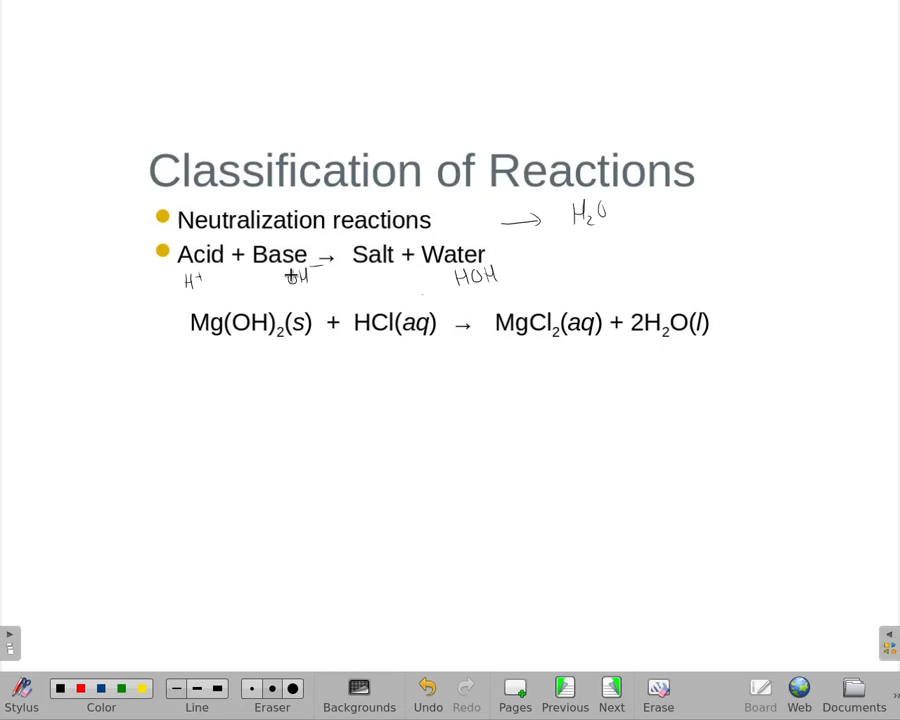 Classification of Reactions
Neutralization reactions → H₂O
Acid + Base → Salt + Water
H⁺ OH⁻ HOH
Mg(OH)₂(s) + HCl(aq) → MgCl₂(aq) + 2H₂O(l)
Stylus Color Line Eraser Backgrounds Undo Redo Pages Previous Next Erase Board Web Documents